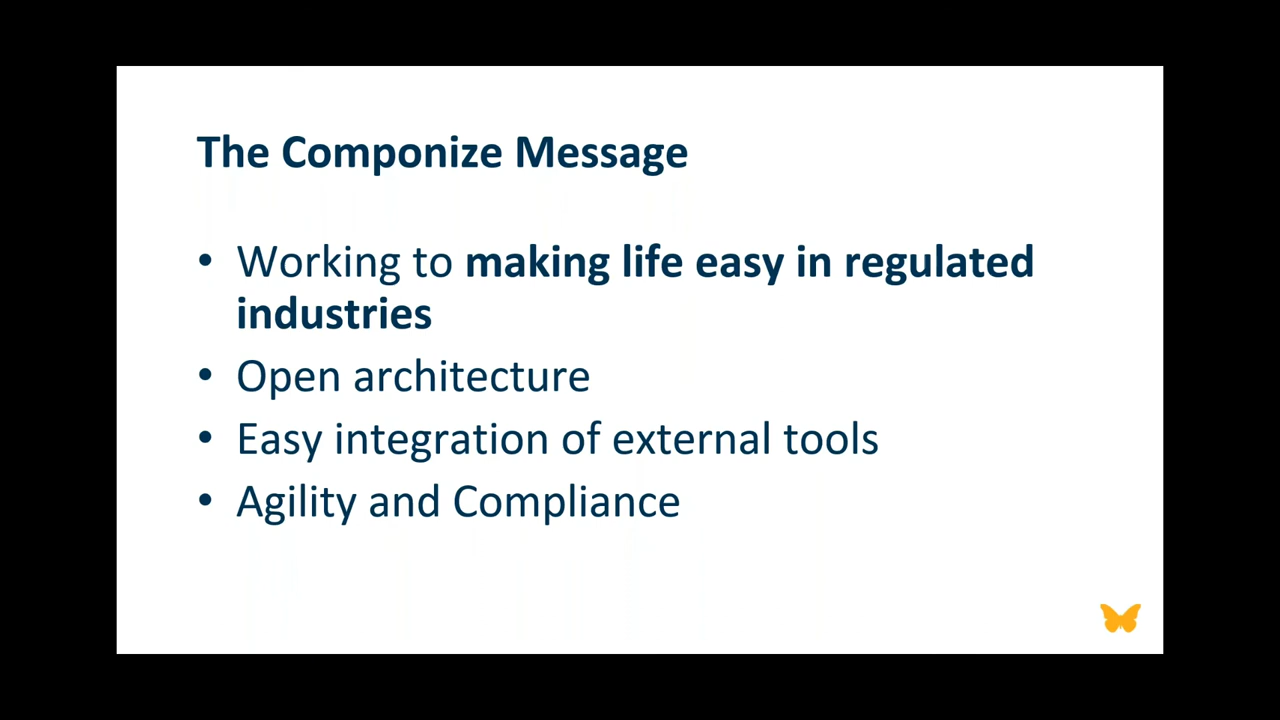 The Componize Message
• Working to making life easy in regulated
industries
• Open architecture
• Easy integration of external tools
• Agility and Compliance